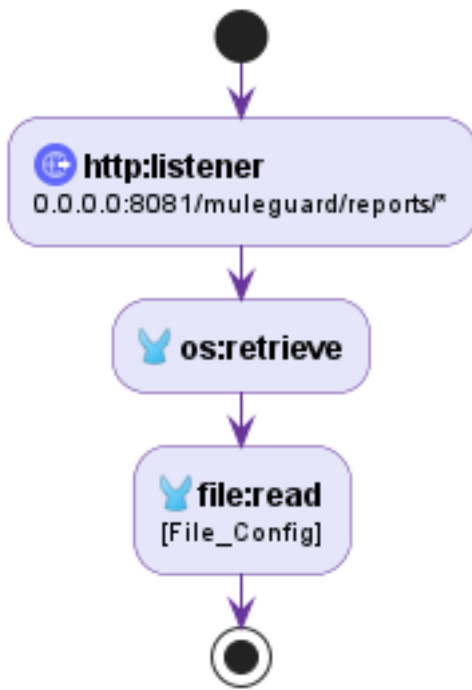 http:listener
0.0.0.0:8081/muleguard/reports/*
os:retrieve
file:read
[File_Config]